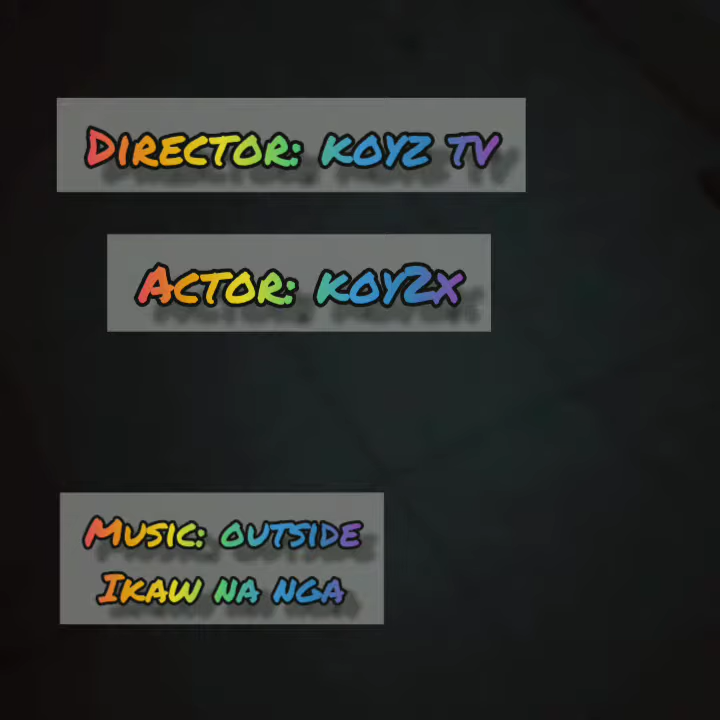 Director: koyz tv
Actor: koy2x
Music: outside
Ikaw na nga